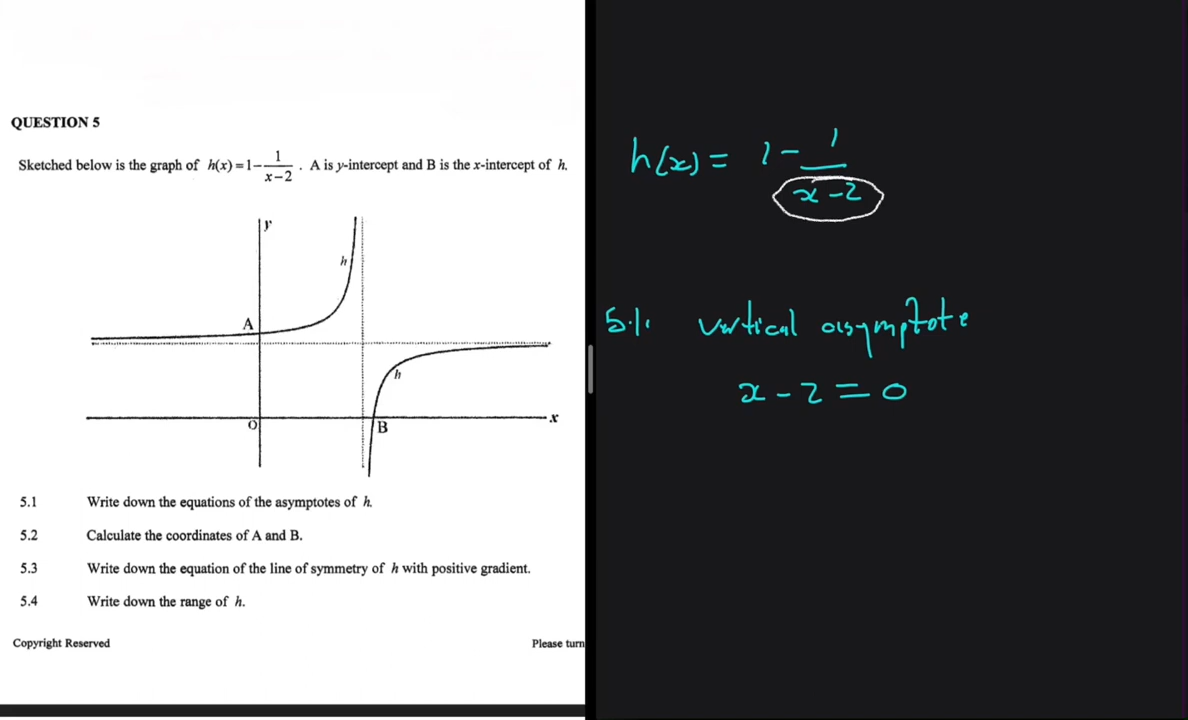 QUESTION 5
Sketched below is the graph of h(x)=1−1/(x−2) . A is y-intercept and B is the x-intercept of h.
y
h
A
h
O
B
x
5.1 Write down the equations of the asymptotes of h.
5.2 Calculate the coordinates of A and B.
5.3 Write down the equation of the line of symmetry of h with positive gradient.
5.4 Write down the range of h.
Copyright Reserved Please turn
h(x) = 1 − 1/(x−2)
5.1. vertical asymptote
x − 2 = 0